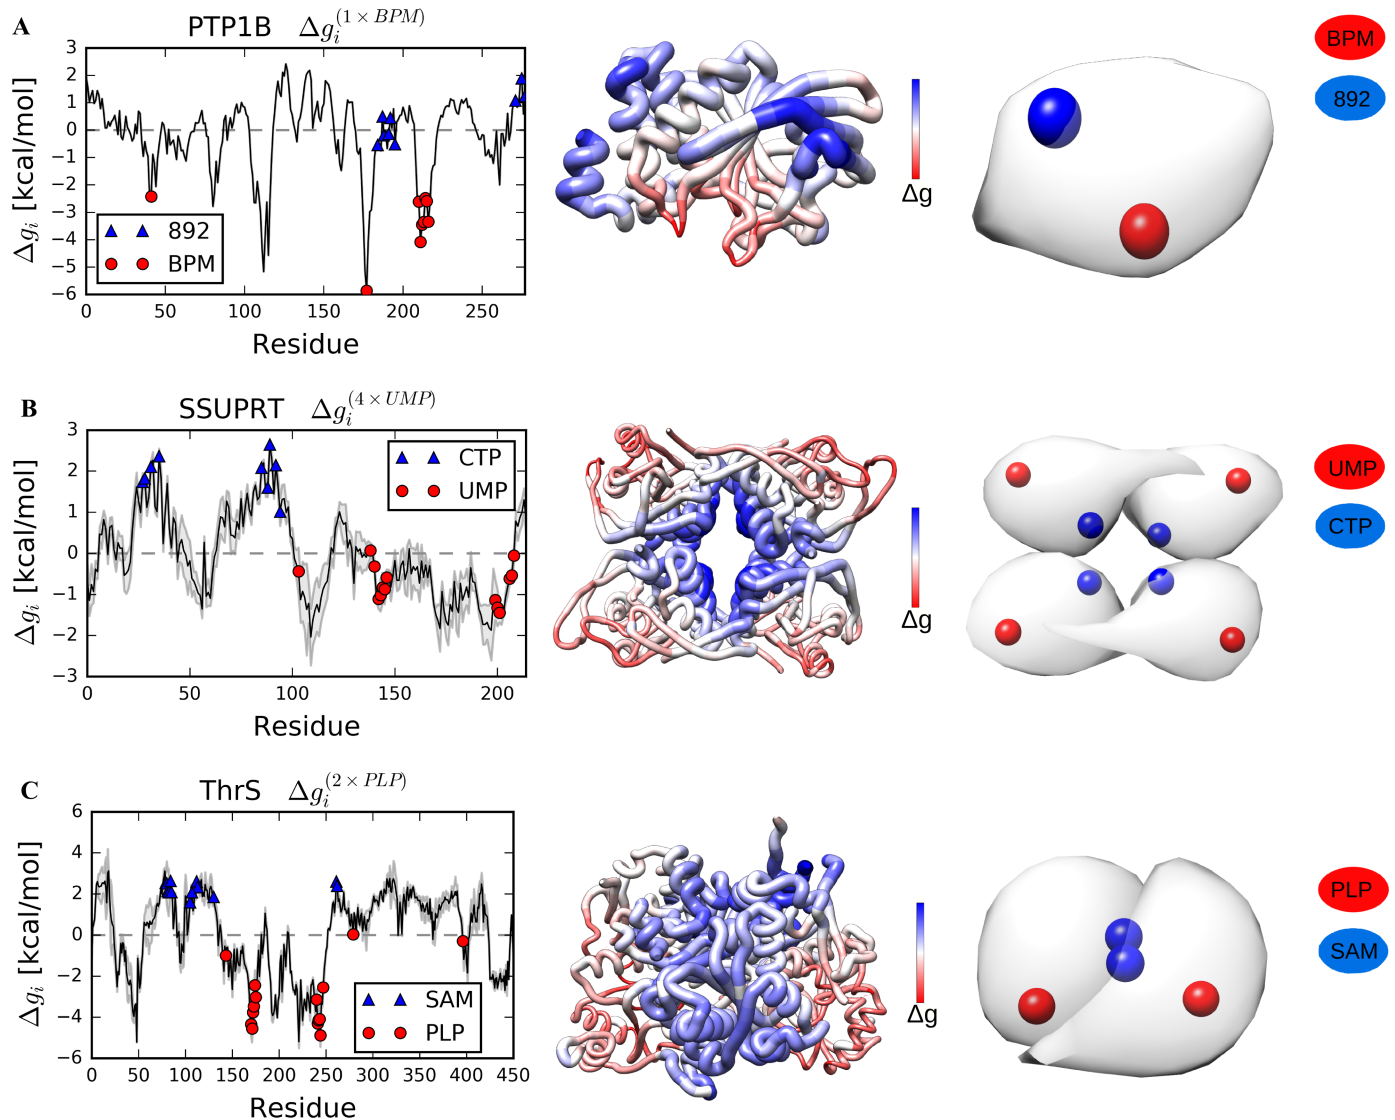 A
PTP1B Δg_i^(1 × BPM)
BPM
892
3
2
1
0
−1
−2
−3
−4
−5
−6
Δg_i [kcal/mol]
892
BPM
0 50 100 150 200 250
Residue
Δg
B
SSUPRT Δg_i^(4 × UMP)
UMP
CTP
3
2
1
0
−1
−2
−3
Δg_i [kcal/mol]
CTP
UMP
0 50 100 150 200
Residue
Δg
C
ThrS Δg_i^(2 × PLP)
PLP
SAM
6
4
2
0
−2
−4
−6
Δg_i [kcal/mol]
SAM
PLP
0 50 100 150 200 250 300 350 400 450
Residue
Δg